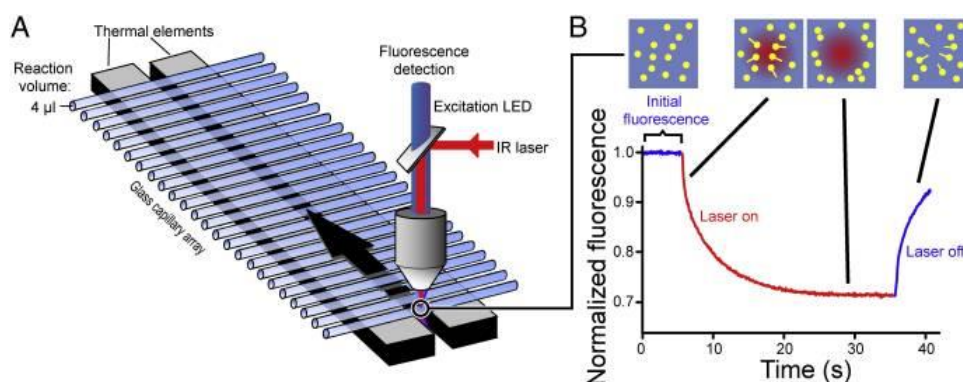 A
Thermal elements
Reaction
volume:
4 µl
Glass capillary array
Fluorescence
detection
Excitation LED
IR laser
B
Initial
fluorescence
Normalized fluorescence
1.0
0.9
0.8
0.7
Laser on
Laser off
0
10
20
30
40
Time (s)